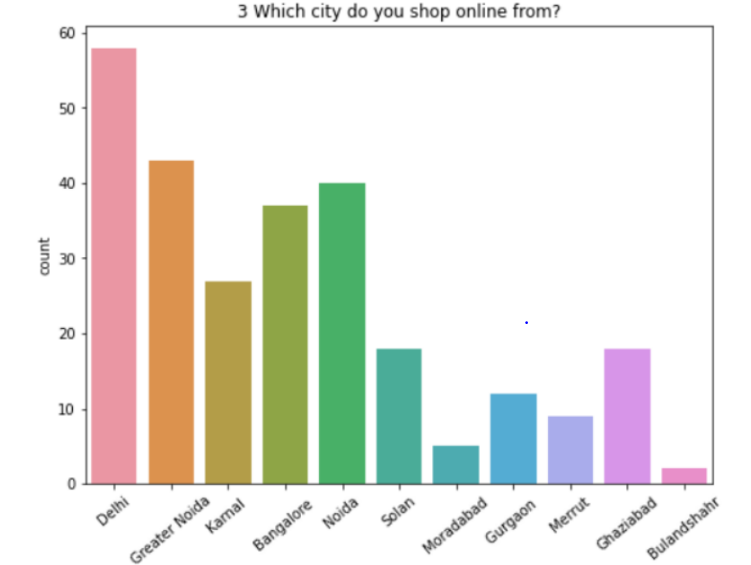 3 Which city do you shop online from?
60
50
40
30
20
10
0
count
Delhi
Greater Noida
Karnal
Bangalore
Noida
Solan
Moradabad
Gurgaon
Merrut
Ghaziabad
Bulandshahr